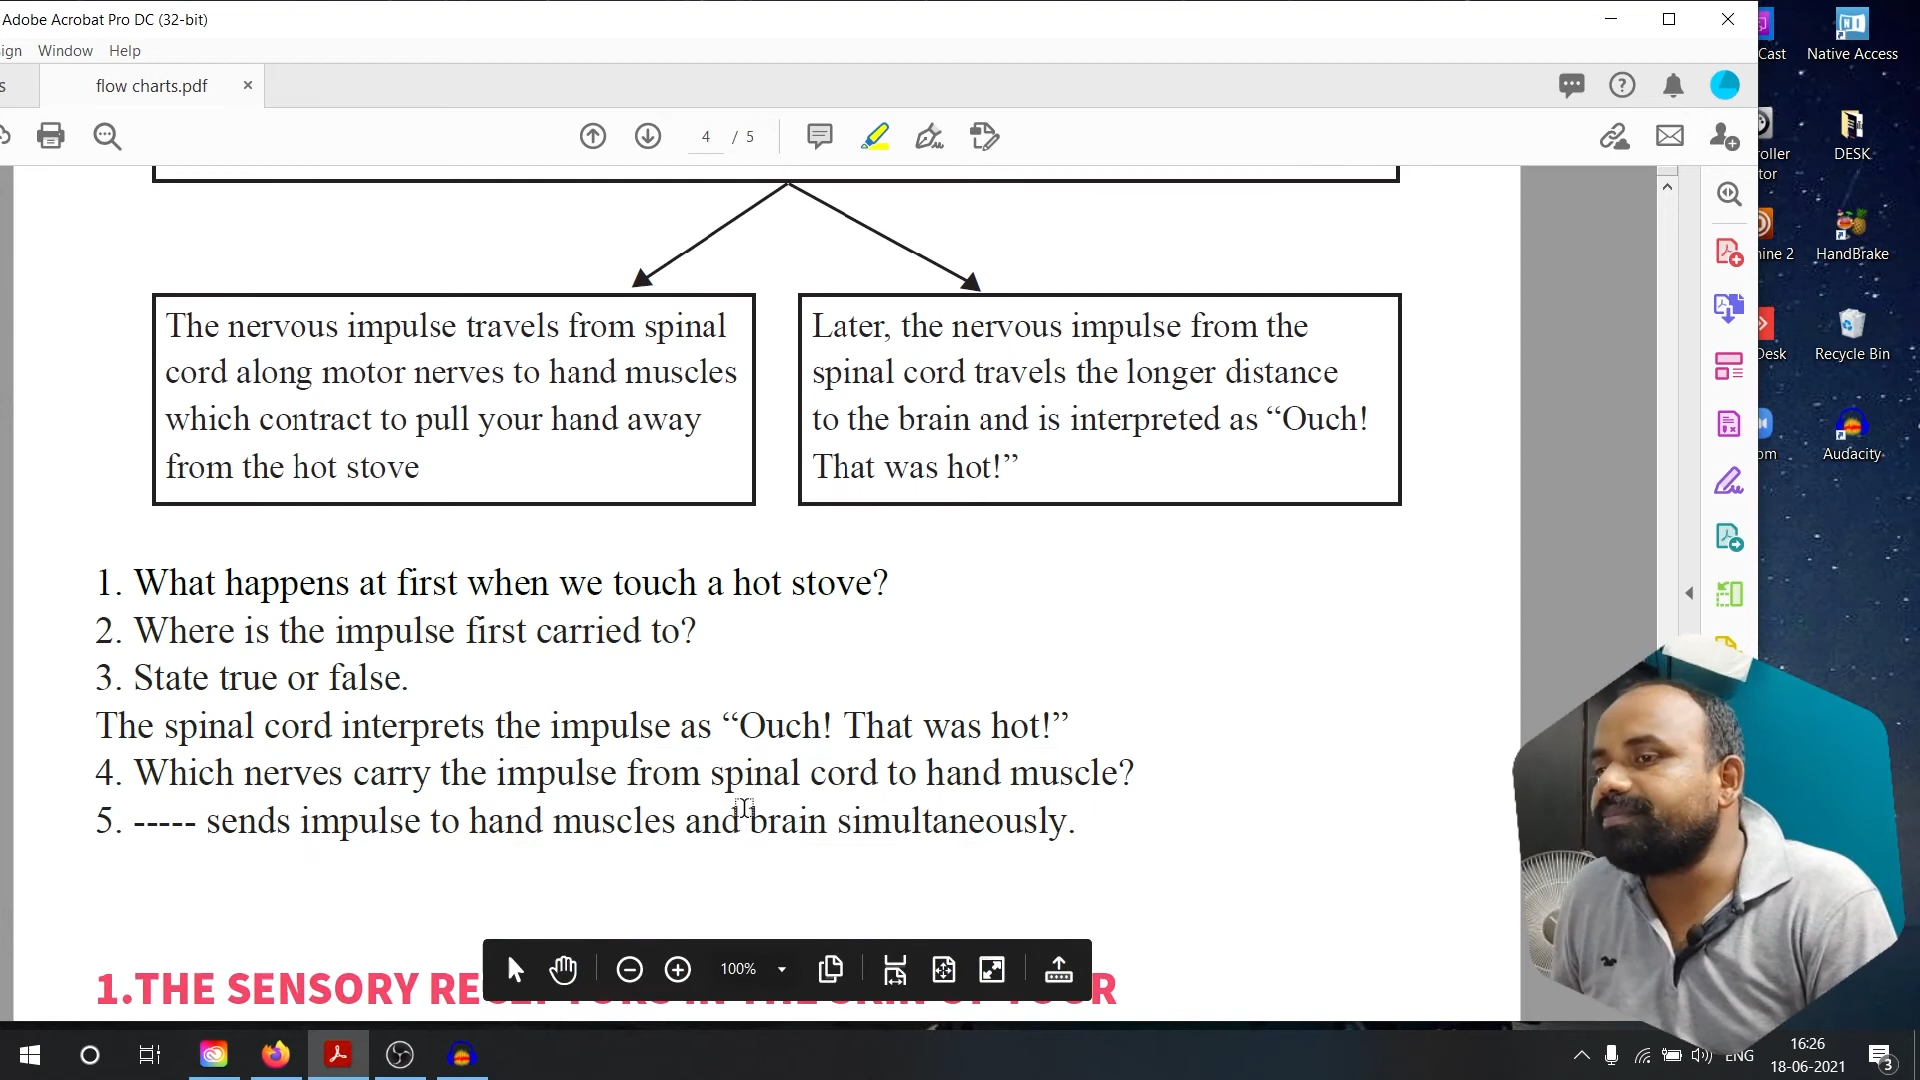 Adobe Acrobat Pro DC (32-bit)
Window Help
flow charts.pdf
4 / 5
The nervous impulse travels from spinal
cord along motor nerves to hand muscles
which contract to pull your hand away
from the hot stove
Later, the nervous impulse from the
spinal cord travels the longer distance
to the brain and is interpreted as “Ouch!
That was hot!”
1. What happens at first when we touch a hot stove?
2. Where is the impulse first carried to?
3. State true or false.
The spinal cord interprets the impulse as “Ouch! That was hot!”
4. Which nerves carry the impulse from spinal cord to hand muscle?
5. ----- sends impulse to hand muscles and brain simultaneously.
1.THE SENSORY
100%
Native Access
DESK
HandBrake
Recycle Bin
Audacity
ENG
16:26
18-06-2021
3